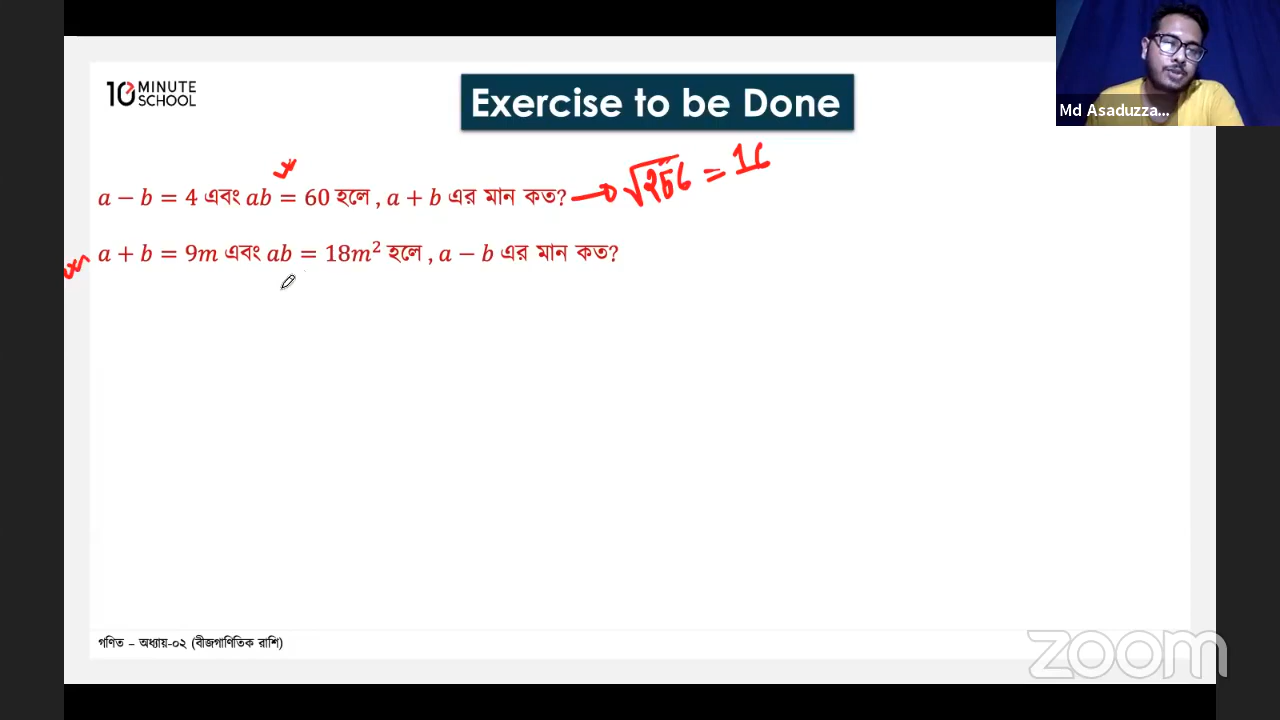 10 MINUTE SCHOOL
Exercise to be Done
Md Asaduzza...
a − b = 4 এবং ab = 60 হলে , a + b এর মান কত? → √256 = 16
a + b = 9m এবং ab = 18m² হলে , a − b এর মান কত?
গণিত – অধ্যায়-০২ (বীজগাণিতিক রাশি)
zoom